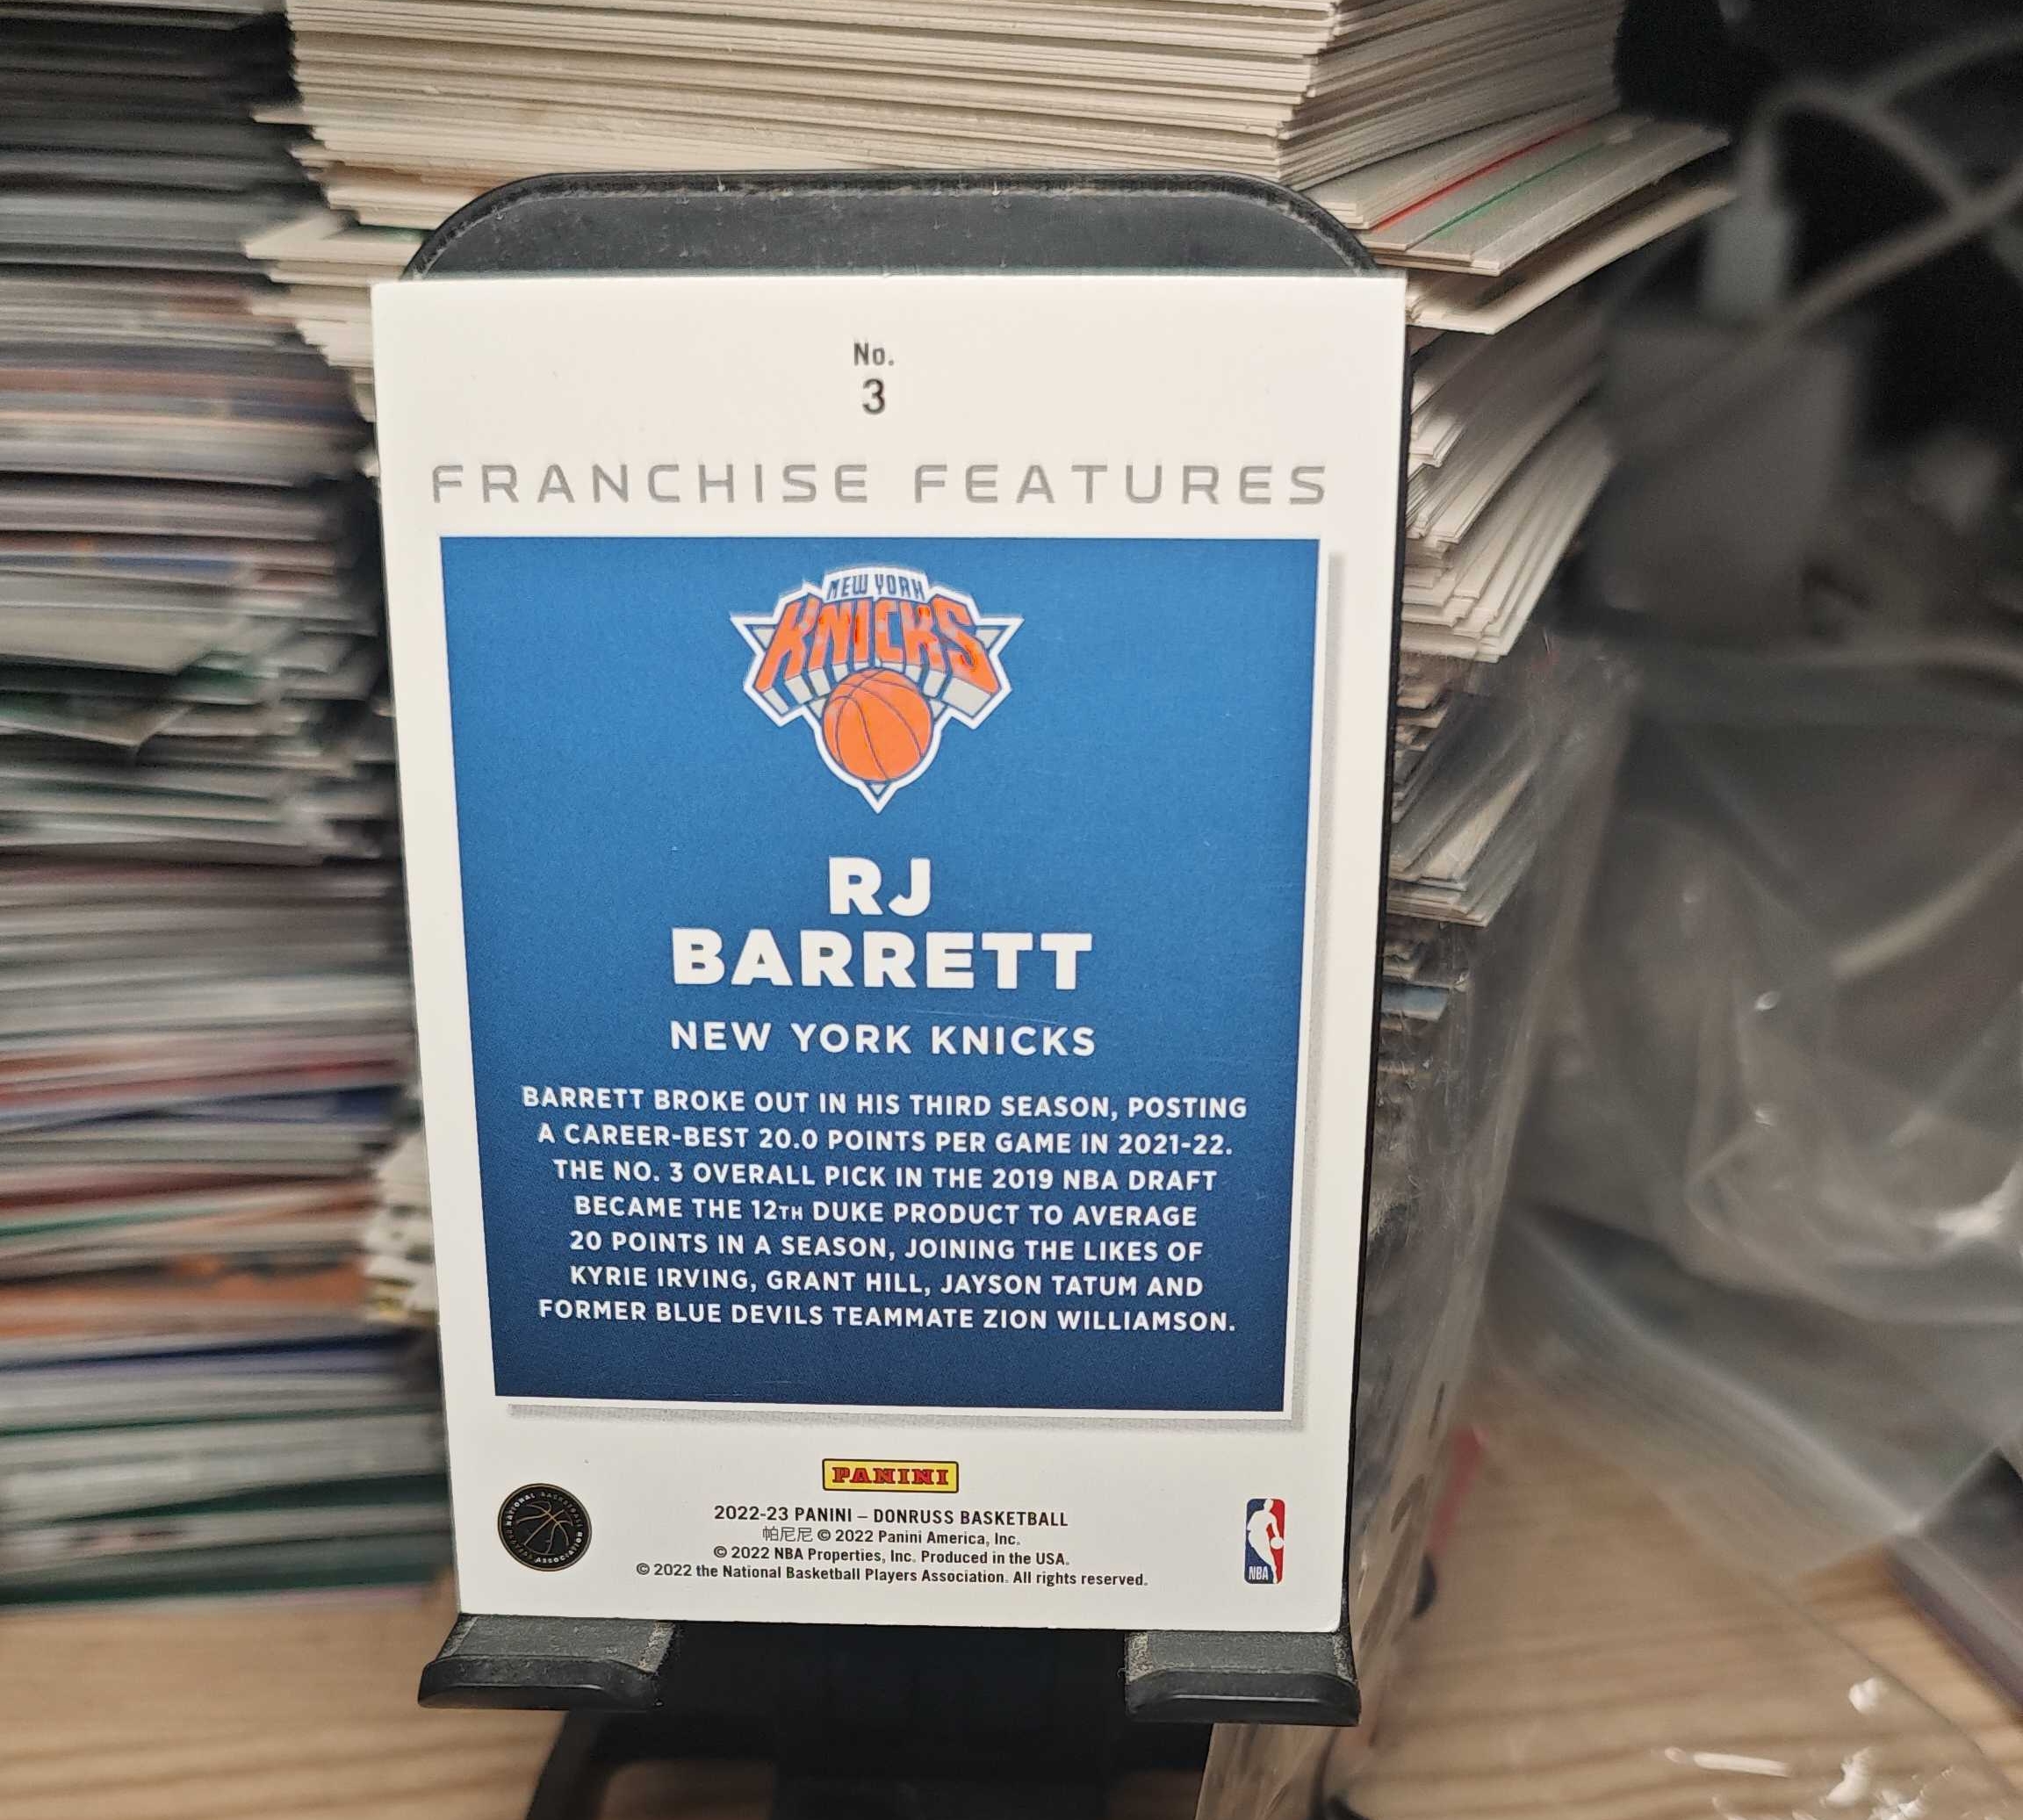 No.
3
FRANCHISE FEATURES
NEW YORK
KNICKS
RJ
BARRETT
NEW YORK KNICKS
BARRETT BROKE OUT IN HIS THIRD SEASON, POSTING
A CAREER-BEST 20.0 POINTS PER GAME IN 2021-22.
THE NO. 3 OVERALL PICK IN THE 2019 NBA DRAFT
BECAME THE 12TH DUKE PRODUCT TO AVERAGE
20 POINTS IN A SEASON, JOINING THE LIKES OF
KYRIE IRVING, GRANT HILL, JAYSON TATUM AND
FORMER BLUE DEVILS TEAMMATE ZION WILLIAMSON.
PANINI
2022-23 PANINI – DONRUSS BASKETBALL
帕尼尼 © 2022 Panini America, Inc.
© 2022 NBA Properties, Inc. Produced in the USA.
© 2022 the National Basketball Players Association. All rights reserved.
NATIONAL BASKETBALL PLAYERS ASSOCIATION
NBA